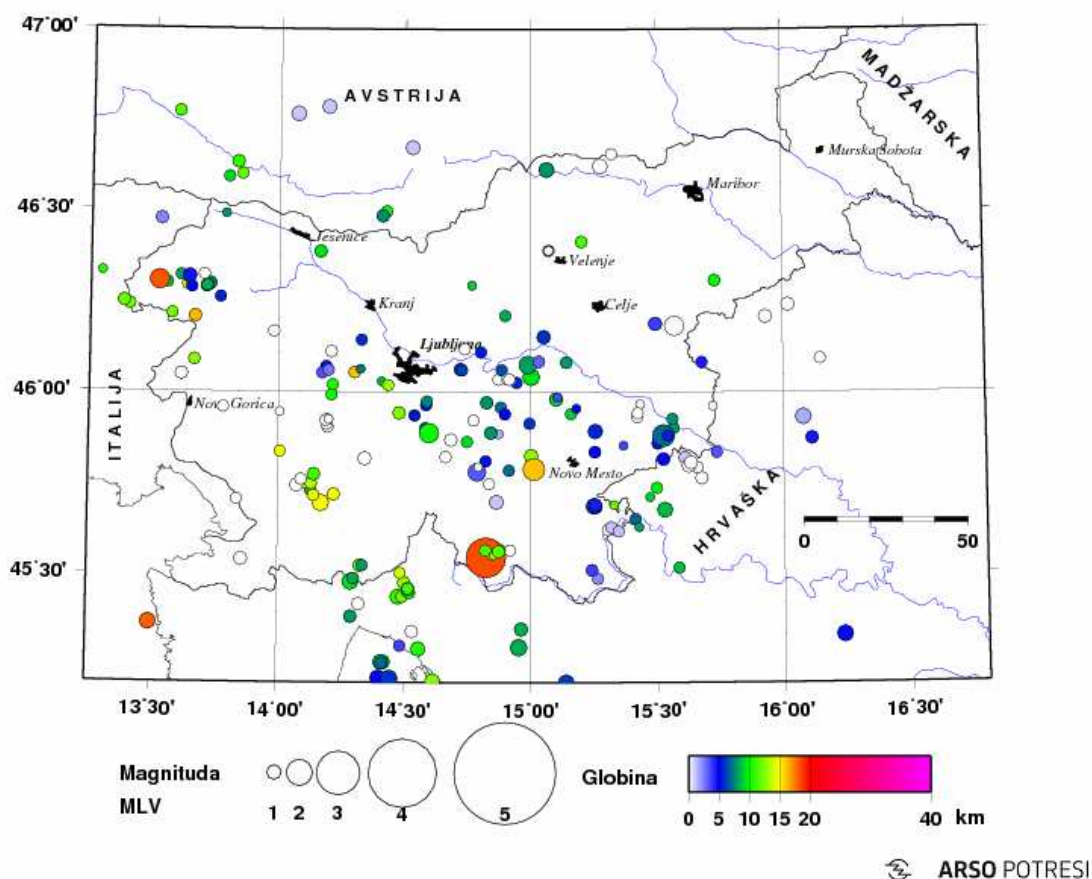 47˚00'
AVSTRIJA
MADŽARSKA
Murska Sobota
Maribor
46˚30'
Jesenice
Velenje
Kranj
Celje
Ljubljana
46˚00'
ITALIJA
Nova Gorica
Novo Mesto
HRVAŠKA
0 50
45˚30'
13˚30' 14˚00' 14˚30' 15˚00' 15˚30' 16˚00' 16˚30'
Magnituda
MLV
1 2 3 4 5
Globina
0 5 10 15 20 40 km
ARSO POTRESI